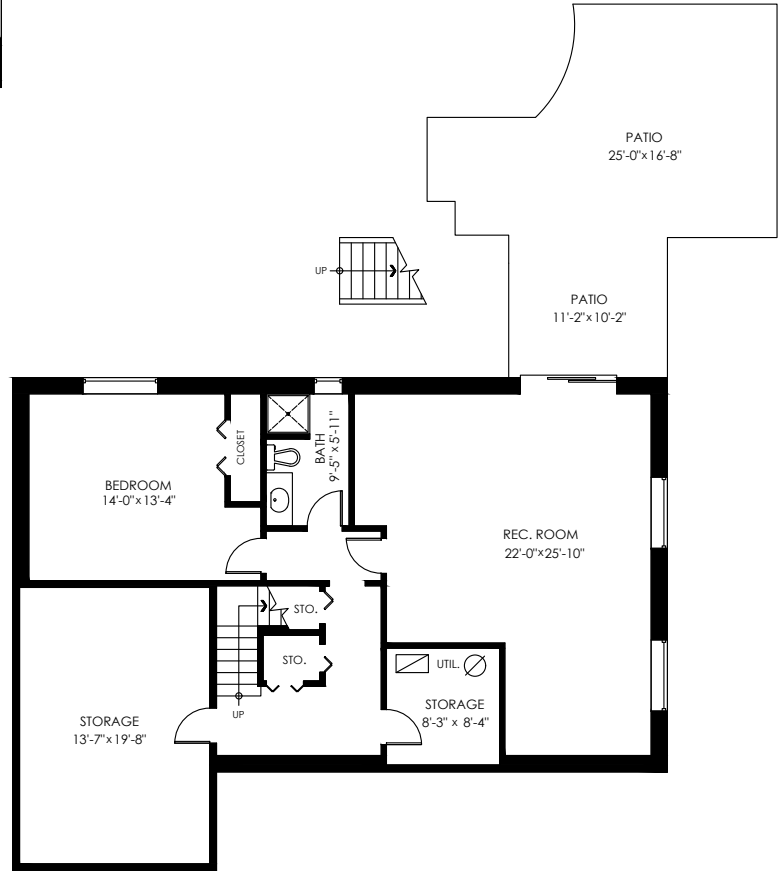 PATIO
25'-0"x16'-8"
UP
PATIO
11'-2"x10'-2"
CLOSET
BATH
9'-5" x 5'-11"
BEDROOM
14'-0"x13'-4"
REC. ROOM
22'-0"x25'-10"
STO.
STO.
UTIL.
UP
STORAGE
8'-3" x 8'-4"
STORAGE
13'-7"x19'-8"